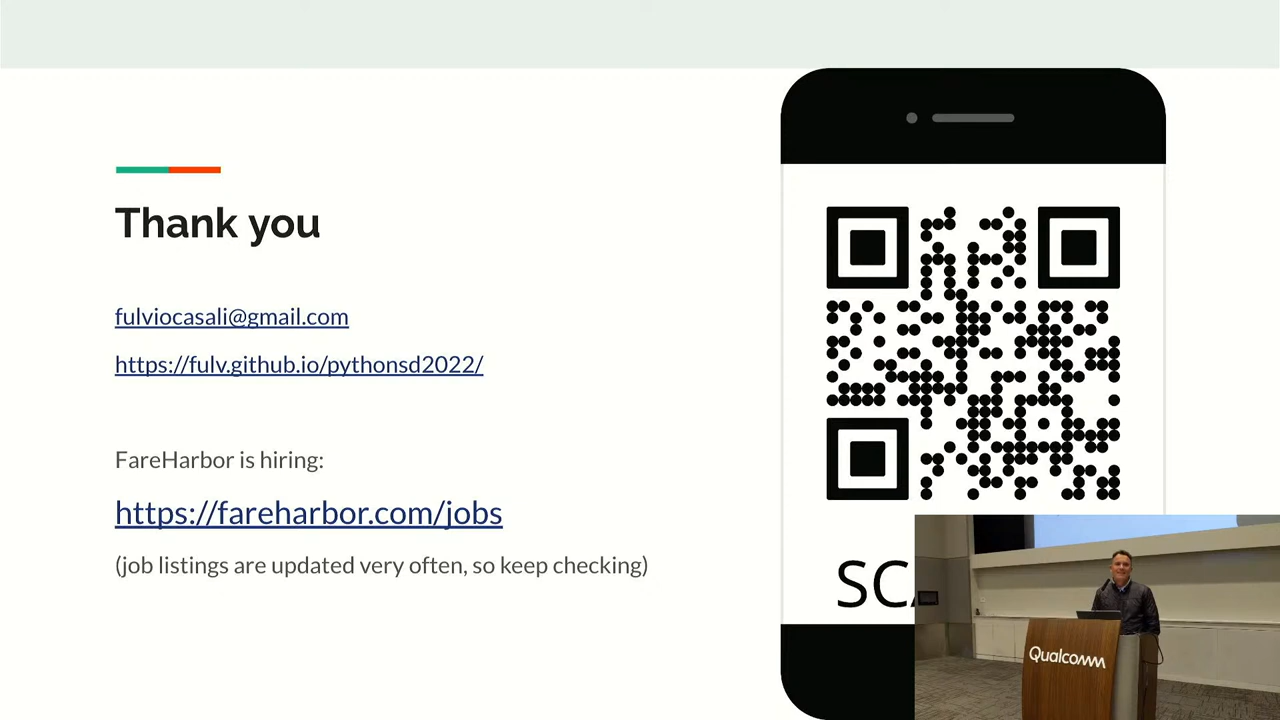 Thank you
fulviocasali@gmail.com
https://fulv.github.io/pythonsd2022/
FareHarbor is hiring:
https://fareharbor.com/jobs
(job listings are updated very often, so keep checking)
Qualcomm